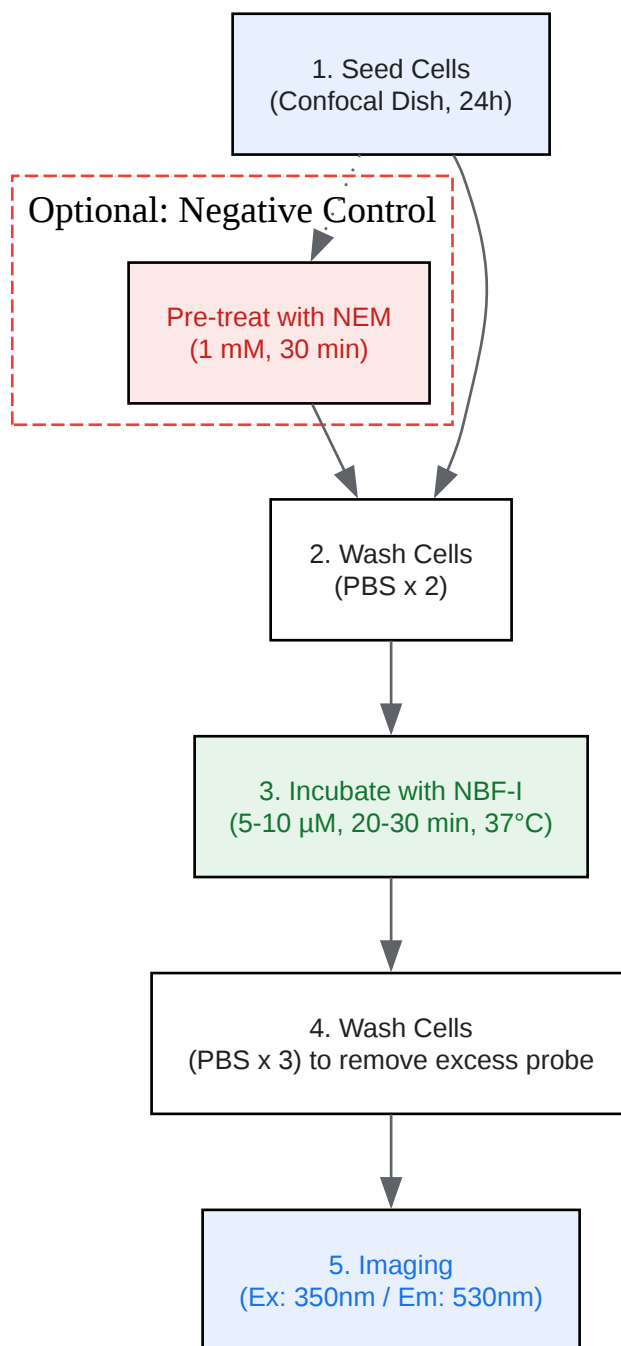 1. Seed Cells
(Confocal Dish, 24h)
Optional: Negative Control
Pre-treat with NEM
(1 mM, 30 min)
2. Wash Cells
(PBS x 2)
3. Incubate with NBF-I
(5-10 µM, 20-30 min, 37°C)
4. Wash Cells
(PBS x 3) to remove excess probe
5. Imaging
(Ex: 350nm / Em: 530nm)